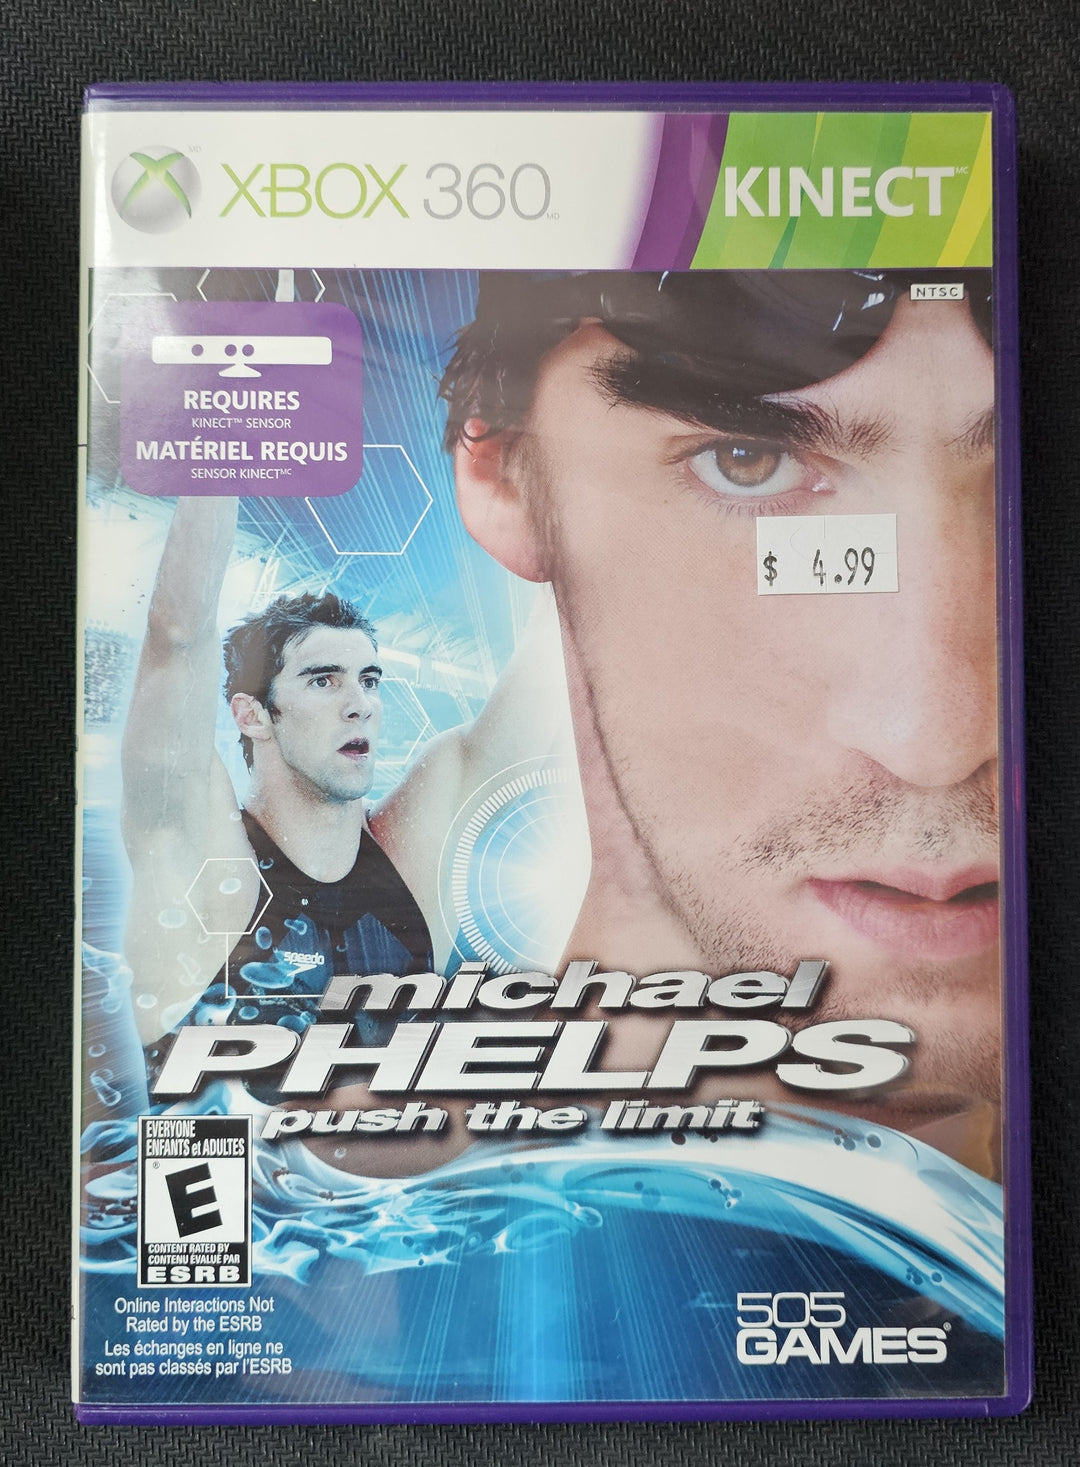 XBOX 360 MD
MD
KINECT MC
NTSC
REQUIRES
KINECT™ SENSOR
MATÉRIEL REQUIS
SENSOR KINECT MC
$ 4.99
speedo
michael
PHELPS
push the limit
EVERYONE
ENFANTS et ADULTES
E ®
CONTENT RATED BY
CONTENU ÉVALUÉ PAR
ESRB
Online Interactions Not
Rated by the ESRB
Les échanges en ligne ne
sont pas classés par l'ESRB
505
GAMES®